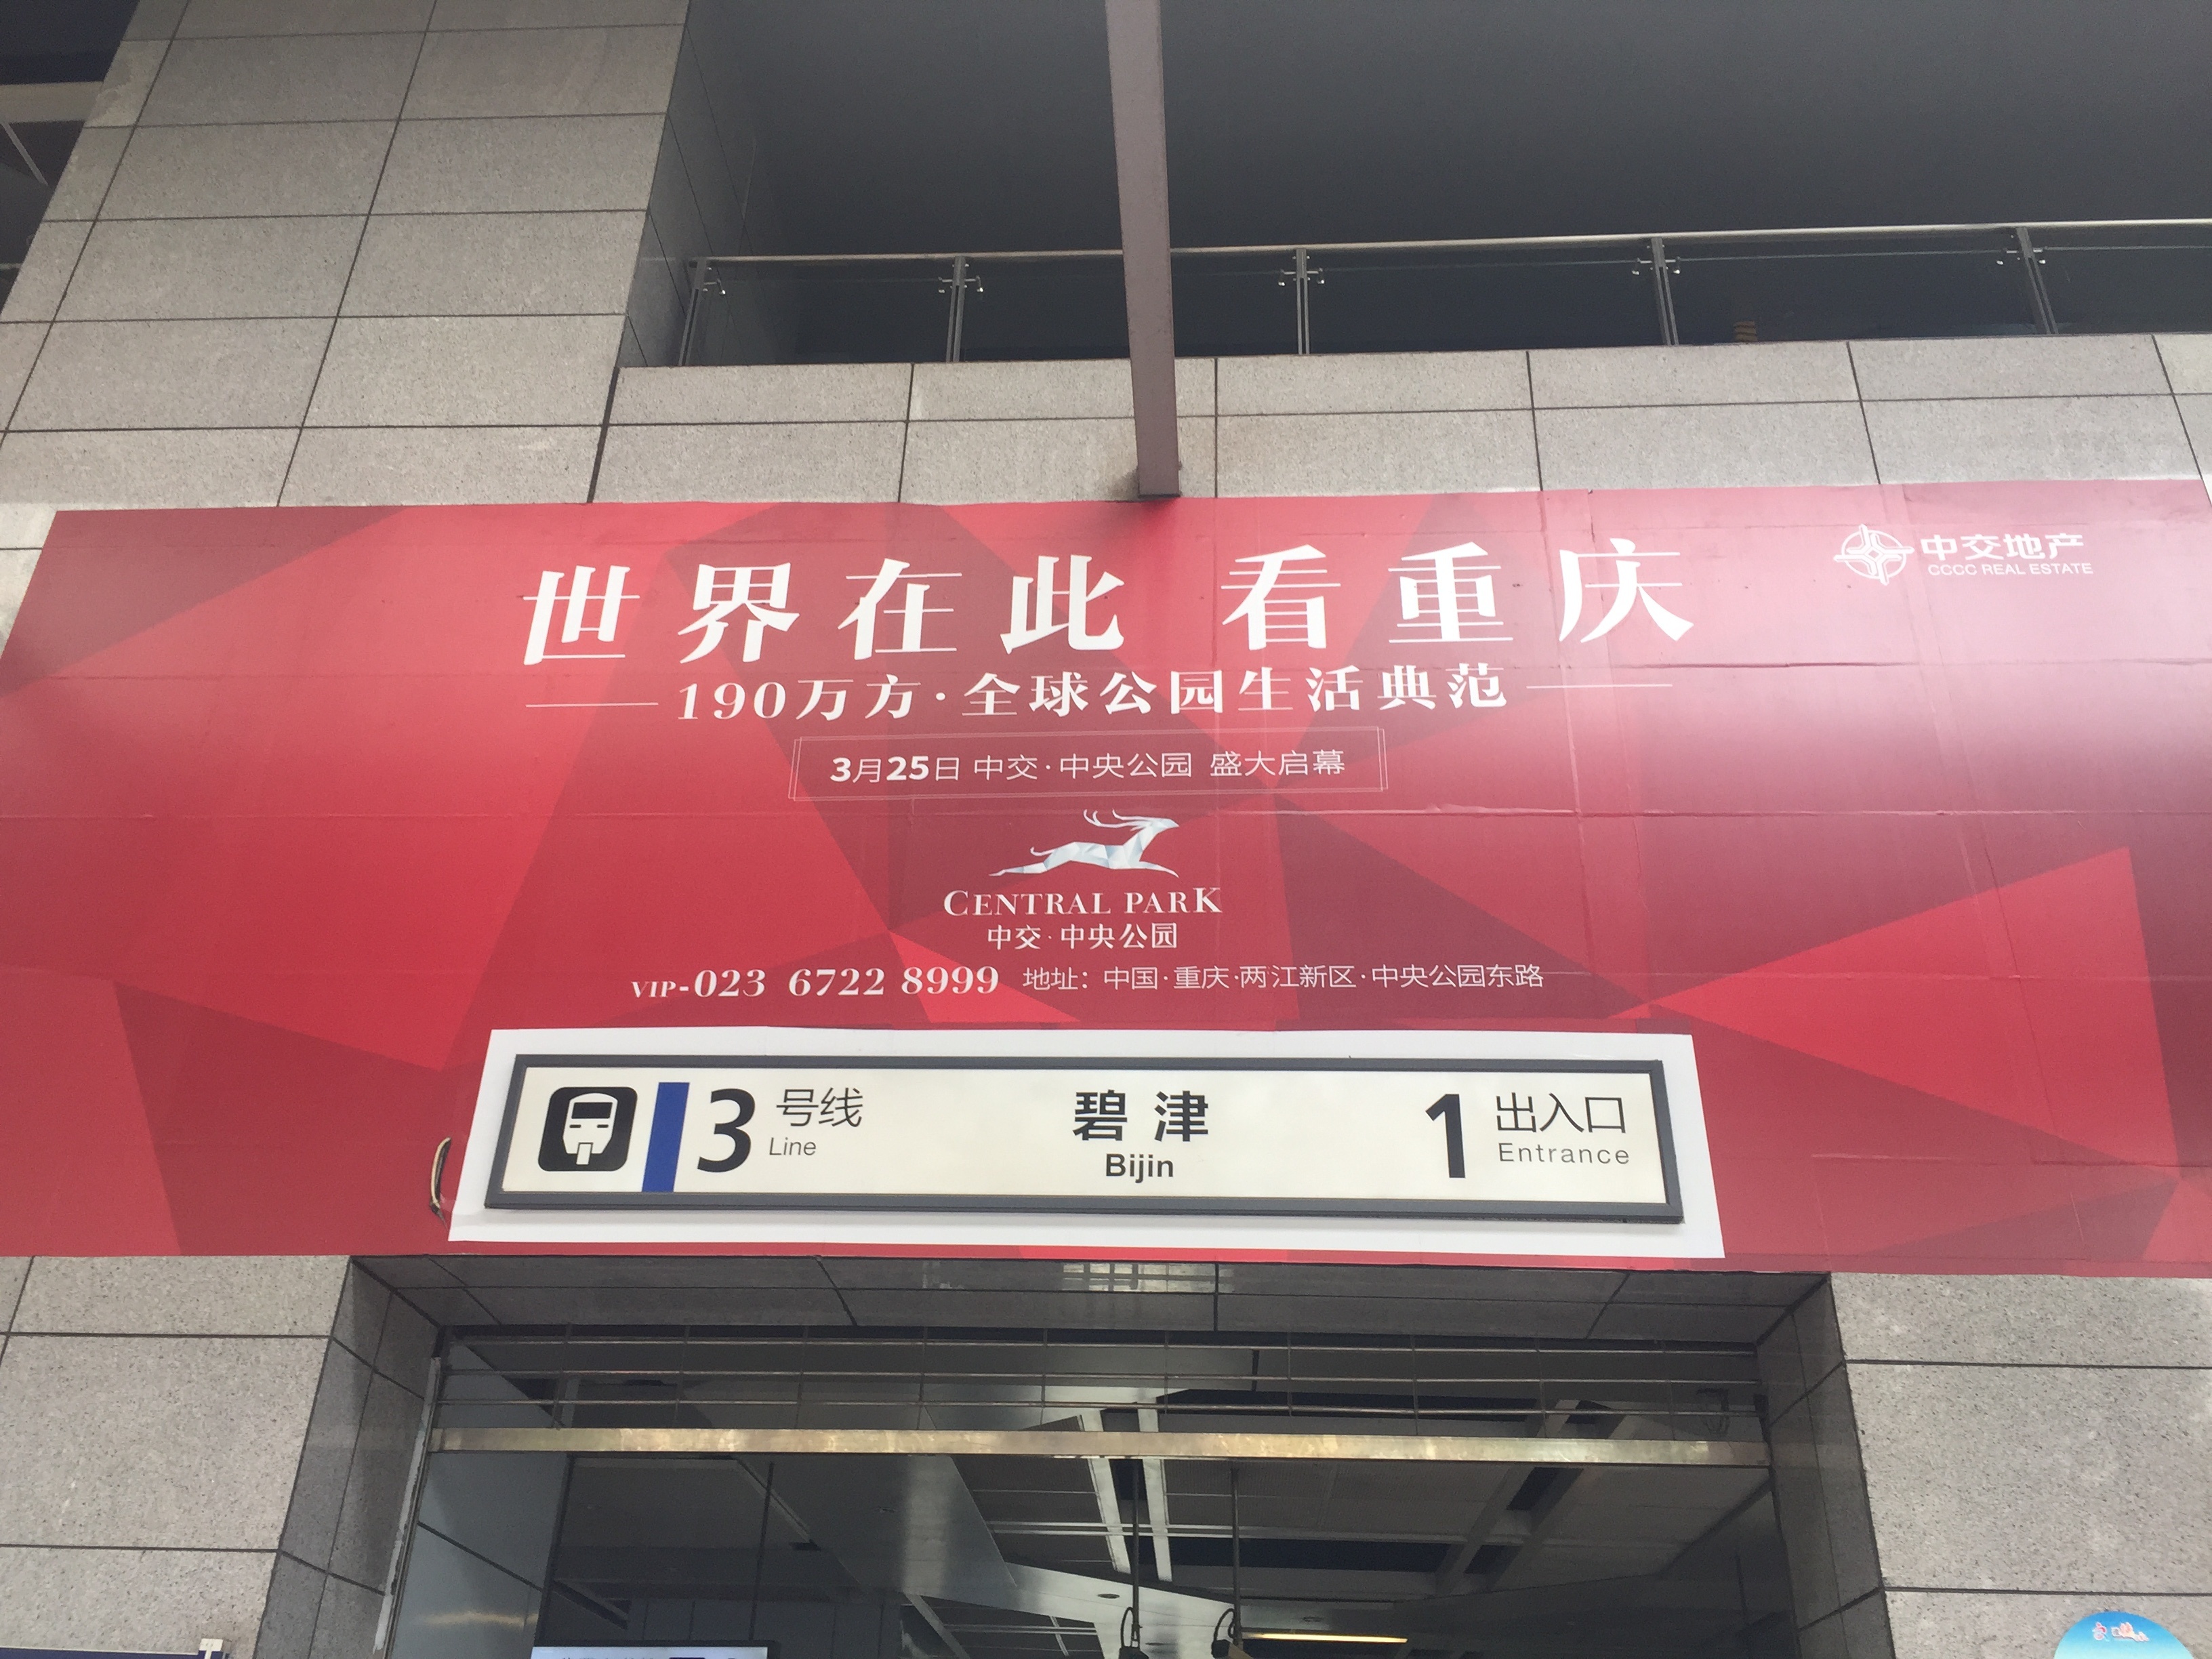 中交地产
CCCC REAL ESTATE
世界在此 看重庆
190万方·全球公园生活典范
3月25日 中交·中央公园 盛大启幕
CENTRAL PARK
中交·中央公园
VIP-023 6722 8999 地址：中国·重庆·两江新区·中央公园东路
3 号线 碧津 1 出入口
Line Bijin Entrance